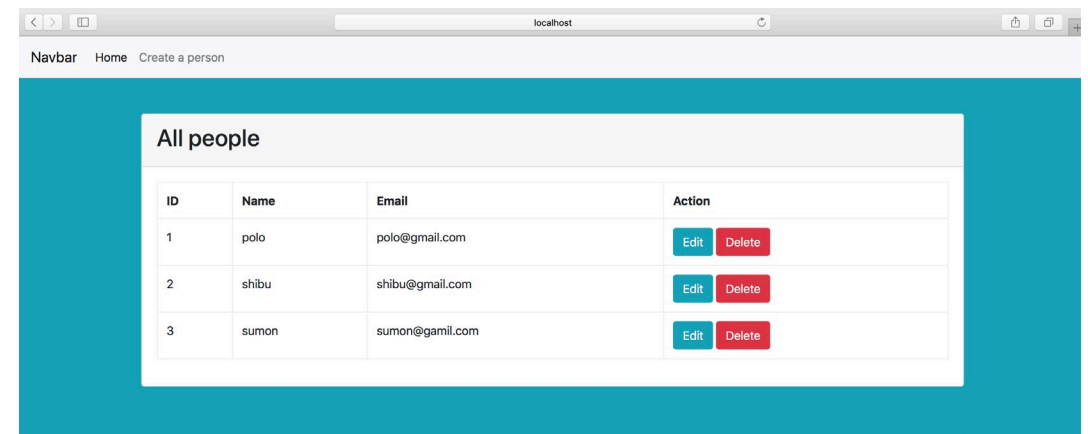 localhost
Navbar Home Create a person
All people
ID Name Email Action
1 polo polo@gmail.com Edit Delete
2 shibu shibu@gmail.com Edit Delete
3 sumon sumon@gamil.com Edit Delete